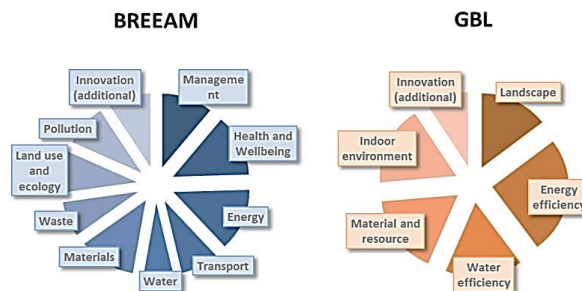 BREEAM
Innovation
(additional)
Manageme
nt
Pollution
Health and
Wellbeing
Land use
and
ecology
Energy
Waste
Materials
Transport
Water
GBL
Innovation
(additional)
Landscape
Indoor
environment
Energy
efficiency
Material and
resource
Water
efficiency